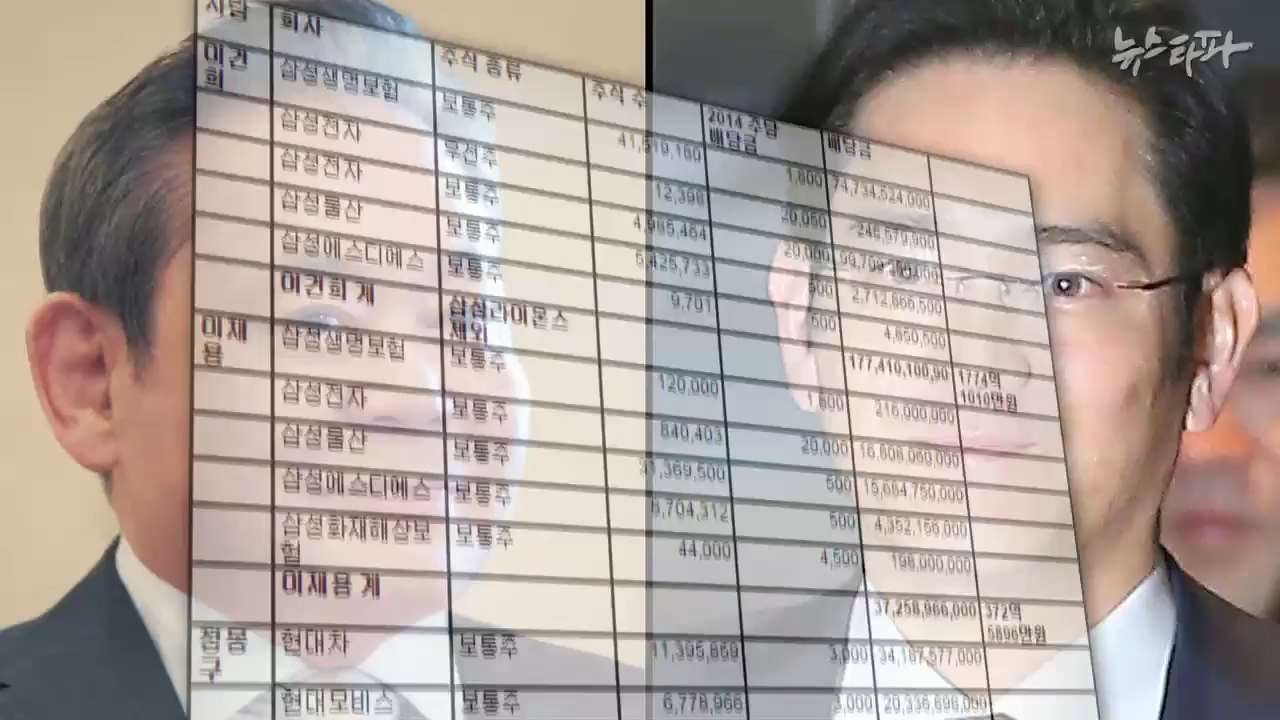 뉴스타파
사람 회사 주식 종류 주식 수 2014 주당 배당금 배당금
이건희 삼성생명보험 보통주 41,519,180 1,800 74,734,524,000
삼성전자 우선주 12,398 20,050 248,579,900
삼성전자 보통주 4,985,464 20,000
삼성물산 보통주 5,425,733 500 2,712,866,500
삼성에스디에스 보통주 9,701 500 4,850,500
이건희 계 삼성라이온즈 제외 177,410,100,90 1774억 1010만원
이재용 삼성생명보험 보통주 120,000 1,800 216,000,000
삼성전자 보통주 840,403 20,000 16,808,060,000
삼성물산 보통주 31,369,500 500 15,684,750,000
삼성에스디에스 보통주 8,704,312 500 4,352,156,000
삼성화재해상보험 보통주 44,000 4,500 198,000,000
이재용 계 37,258,966,000 372억 5896만원
정몽구 현대차 보통주 11,395,859 3,000 34,187,577,000
현대모비스 보통주 6,778,966 3,000 20,336,898,000